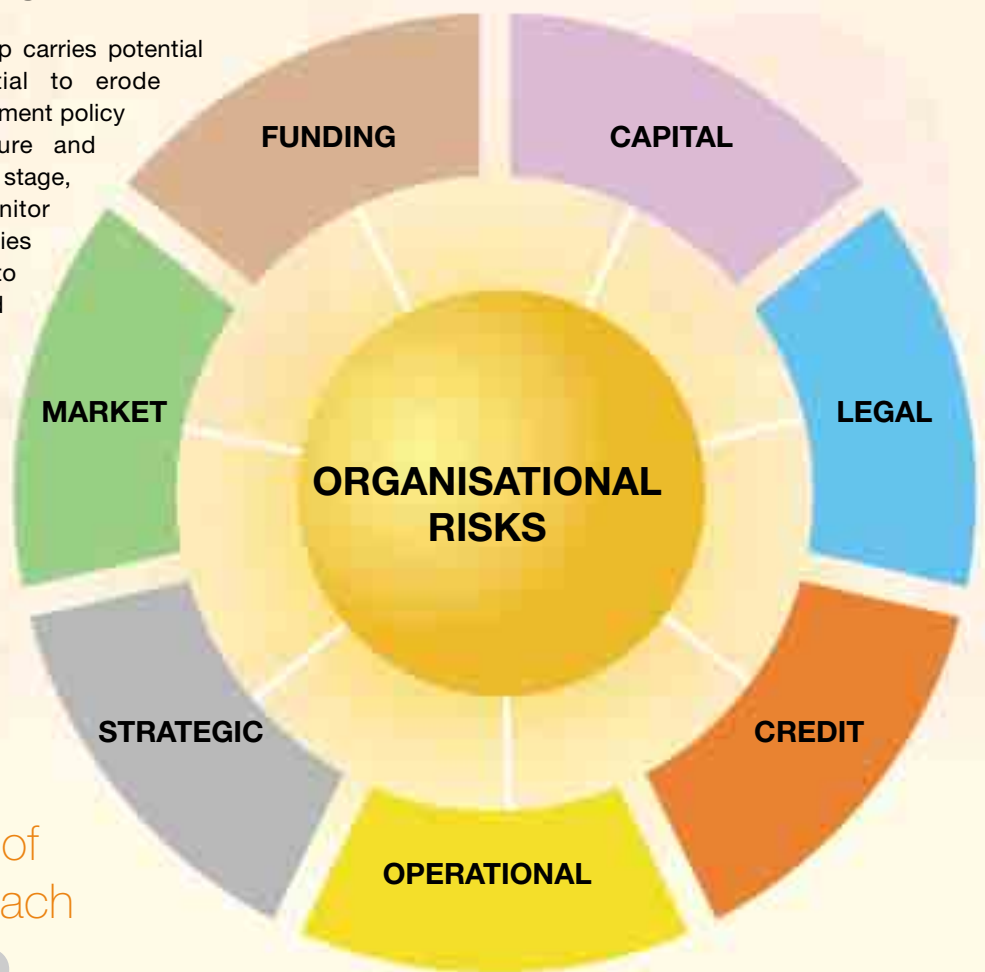 p carries potential
tial to erode
ment policy
ure and
stage,
nitor
ies
to
FUNDING
CAPITAL
MARKET
LEGAL
ORGANISATIONAL
RISKS
STRATEGIC
CREDIT
OPERATIONAL
of
ach